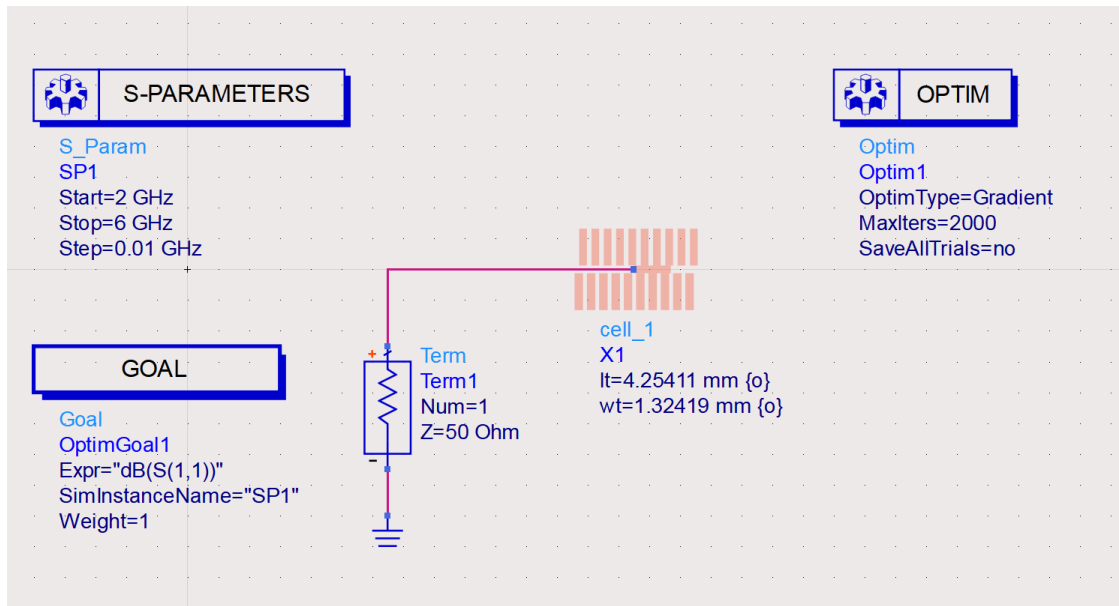 S-PARAMETERS
S_Param
SP1
Start=2 GHz
Stop=6 GHz
Step=0.01 GHz
OPTIM
Optim
Optim1
OptimType=Gradient
MaxIters=2000
SaveAllTrials=no
GOAL
Goal
OptimGoal1
Expr="dB(S(1,1))"
SimInstanceName="SP1"
Weight=1
+
-
Term
Term1
Num=1
Z=50 Ohm
cell_1
X1
lt=4.25411 mm {o}
wt=1.32419 mm {o}